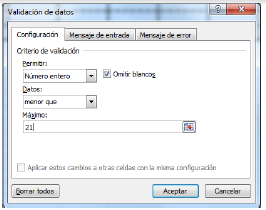 Validación de datos
Configuración Mensaje de entrada Mensaje de error
Criterio de validación
Permitir:
Número entero Omitir blancos
Datos:
menor que
Máximo:
21
Aplicar estos cambios a otras celdas con la misma configuración
Borrar todos Aceptar Cancelar